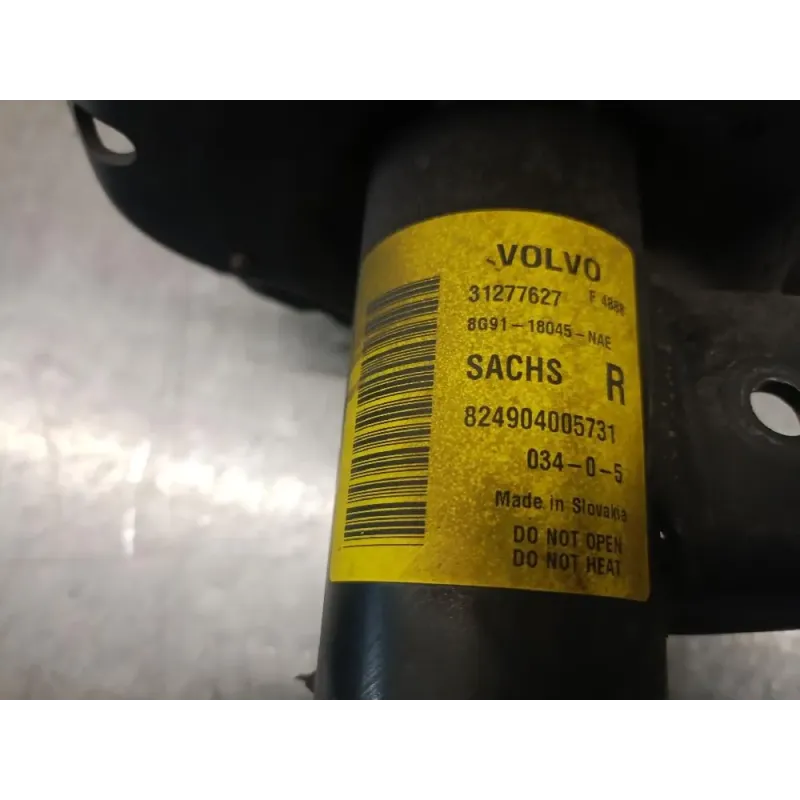 VOLVO
31277627 F 4888
8G91-18045-NAE
SACHS R
824904005731
034-0-5
Made in Slovakia
DO NOT OPEN
DO NOT HEAT